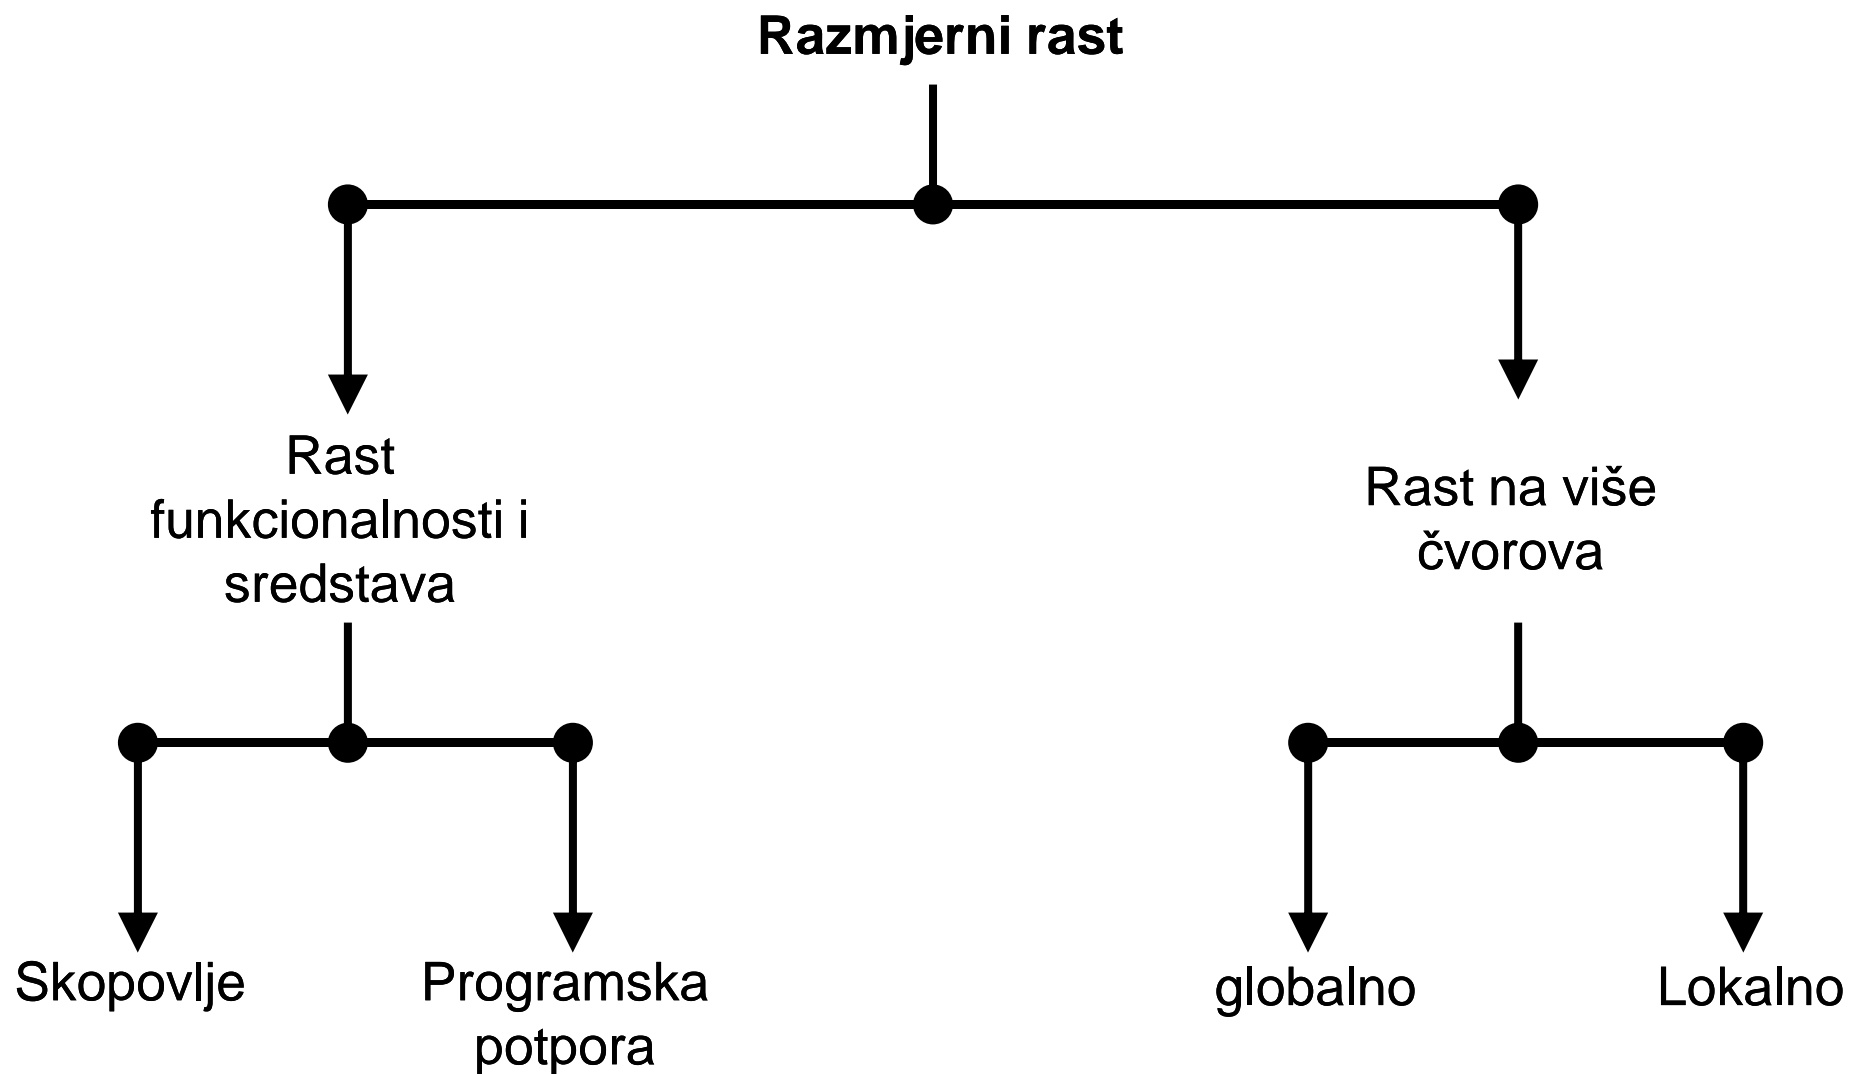 Razmjerni rast
Rast
funkcionalnosti i
sredstava
Rast na više
čvorova
Skopovlje
Programska
potpora
globalno
Lokalno